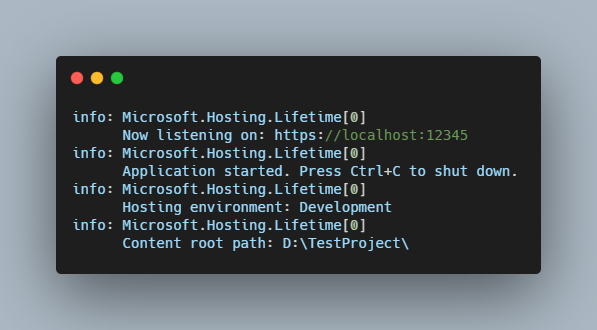 info: Microsoft.Hosting.Lifetime[0]
Now listening on: https://localhost:12345
info: Microsoft.Hosting.Lifetime[0]
Application started. Press Ctrl+C to shut down.
info: Microsoft.Hosting.Lifetime[0]
Hosting environment: Development
info: Microsoft.Hosting.Lifetime[0]
Content root path: D:\TestProject\